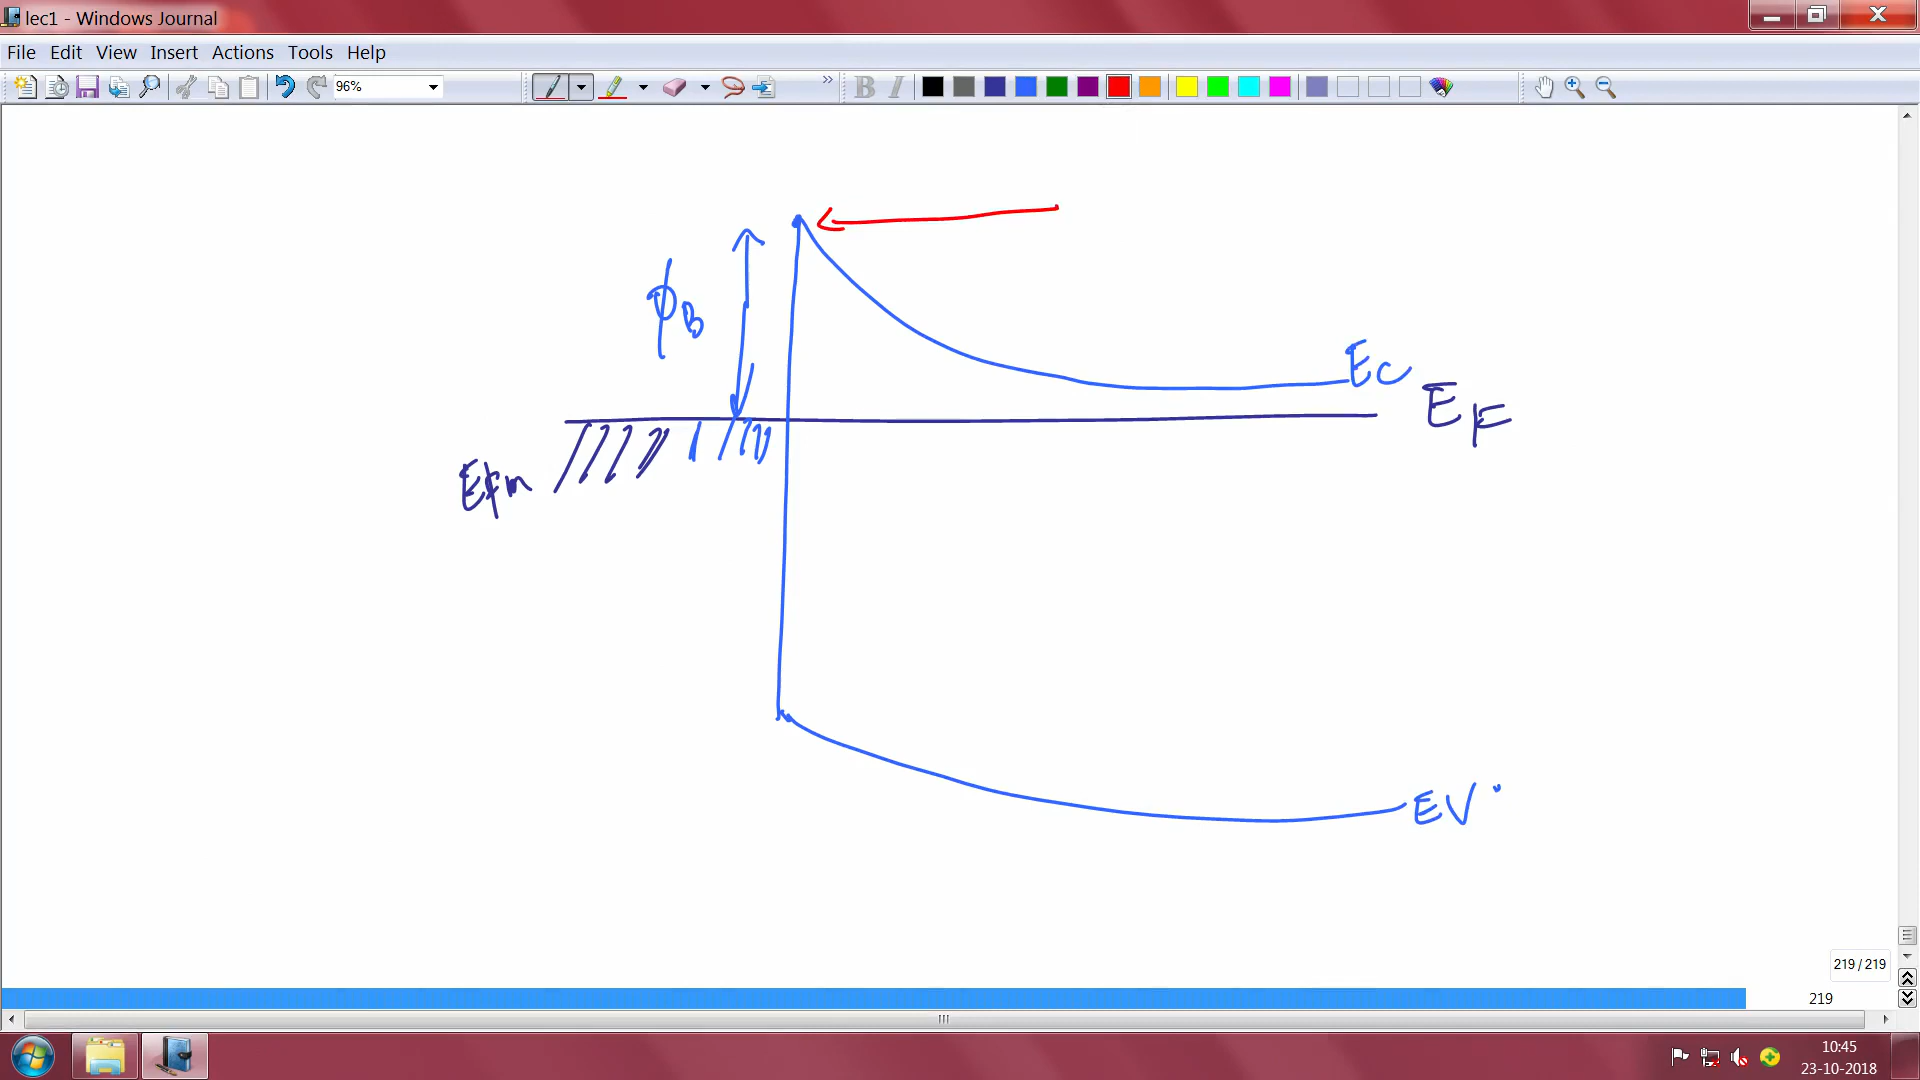 lec1 - Windows Journal
File Edit View Insert Actions Tools Help
96%
B I
ϕB
EC
EF
Efm
EV
219 / 219
219
10:45
23-10-2018